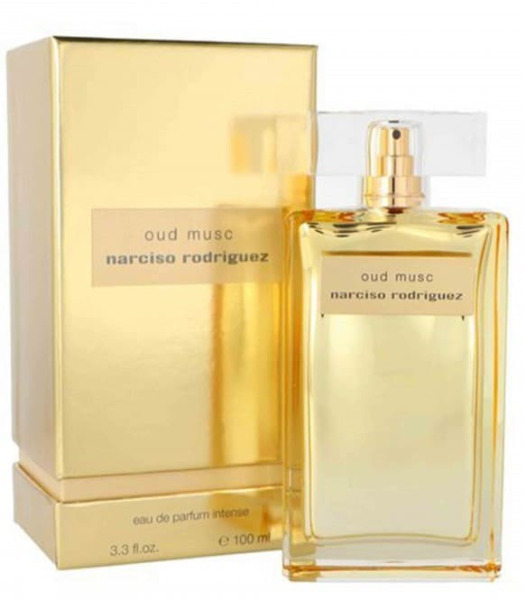 oud musc
narciso rodriguez
eau de parfum intense
3.3 fl.oz. ℮ 100 ml
oud musc
narciso rodriguez